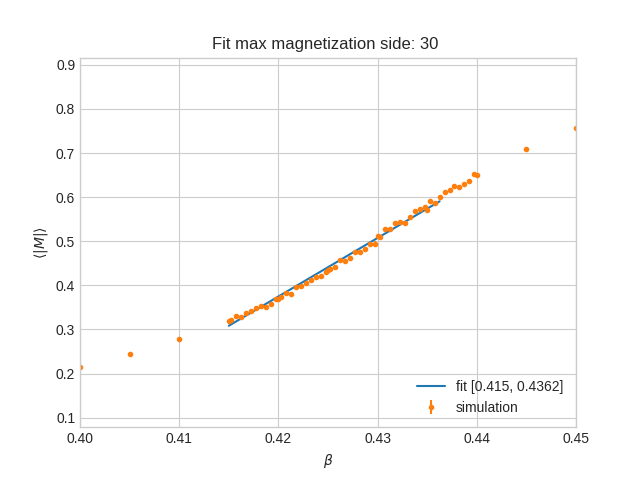 Fit max magnetization side: 30
0.9
0.8
0.7
0.6
0.5
0.4
0.3
0.2
0.1
⟨|M|⟩
fit [0.415, 0.4362]
simulation
0.40 0.41 0.42 0.43 0.44 0.45
β